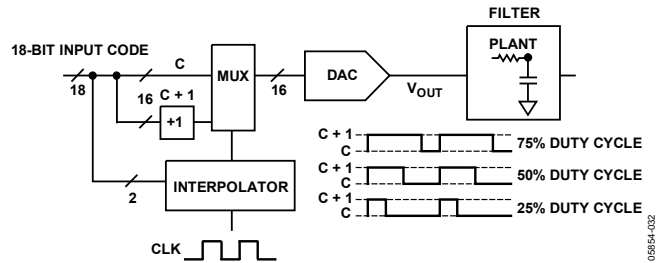 FILTER
18-BIT INPUT CODE
PLANT
C
MUX
DAC
18
16
C + 1
16
VOUT
+1
C + 1
C
75% DUTY CYCLE
C + 1
C
50% DUTY CYCLE
INTERPOLATOR
2
C + 1
C
25% DUTY CYCLE
CLK
05854-032